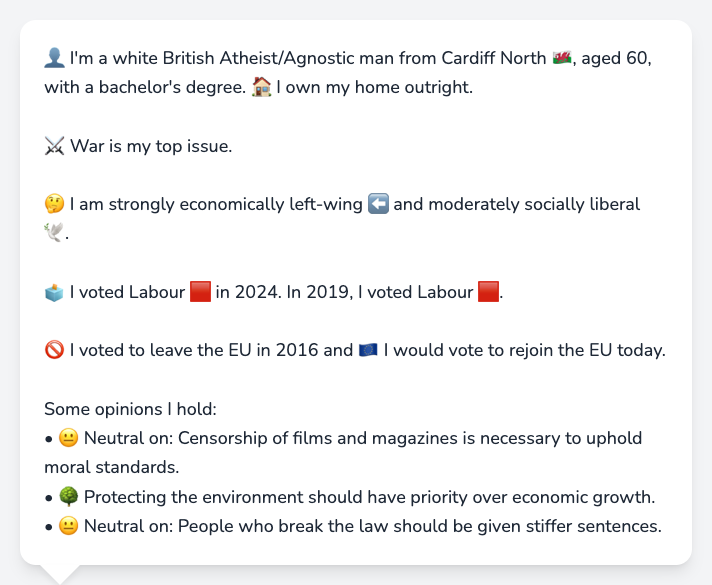 👤 I'm a white British Atheist/Agnostic man from Cardiff North 🏴󠁧󠁢󠁷󠁬󠁳󠁿, aged 60,
with a bachelor's degree. 🏠 I own my home outright.
⚔️ War is my top issue.
🤔 I am strongly economically left-wing ⬅️ and moderately socially liberal
🕊️.
🗳️ I voted Labour 🟥 in 2024. In 2019, I voted Labour 🟥.
🚫 I voted to leave the EU in 2016 and 🇪🇺 I would vote to rejoin the EU today.
Some opinions I hold:
• 😐 Neutral on: Censorship of films and magazines is necessary to uphold
moral standards.
• 🌳 Protecting the environment should have priority over economic growth.
• 😐 Neutral on: People who break the law should be given stiffer sentences.